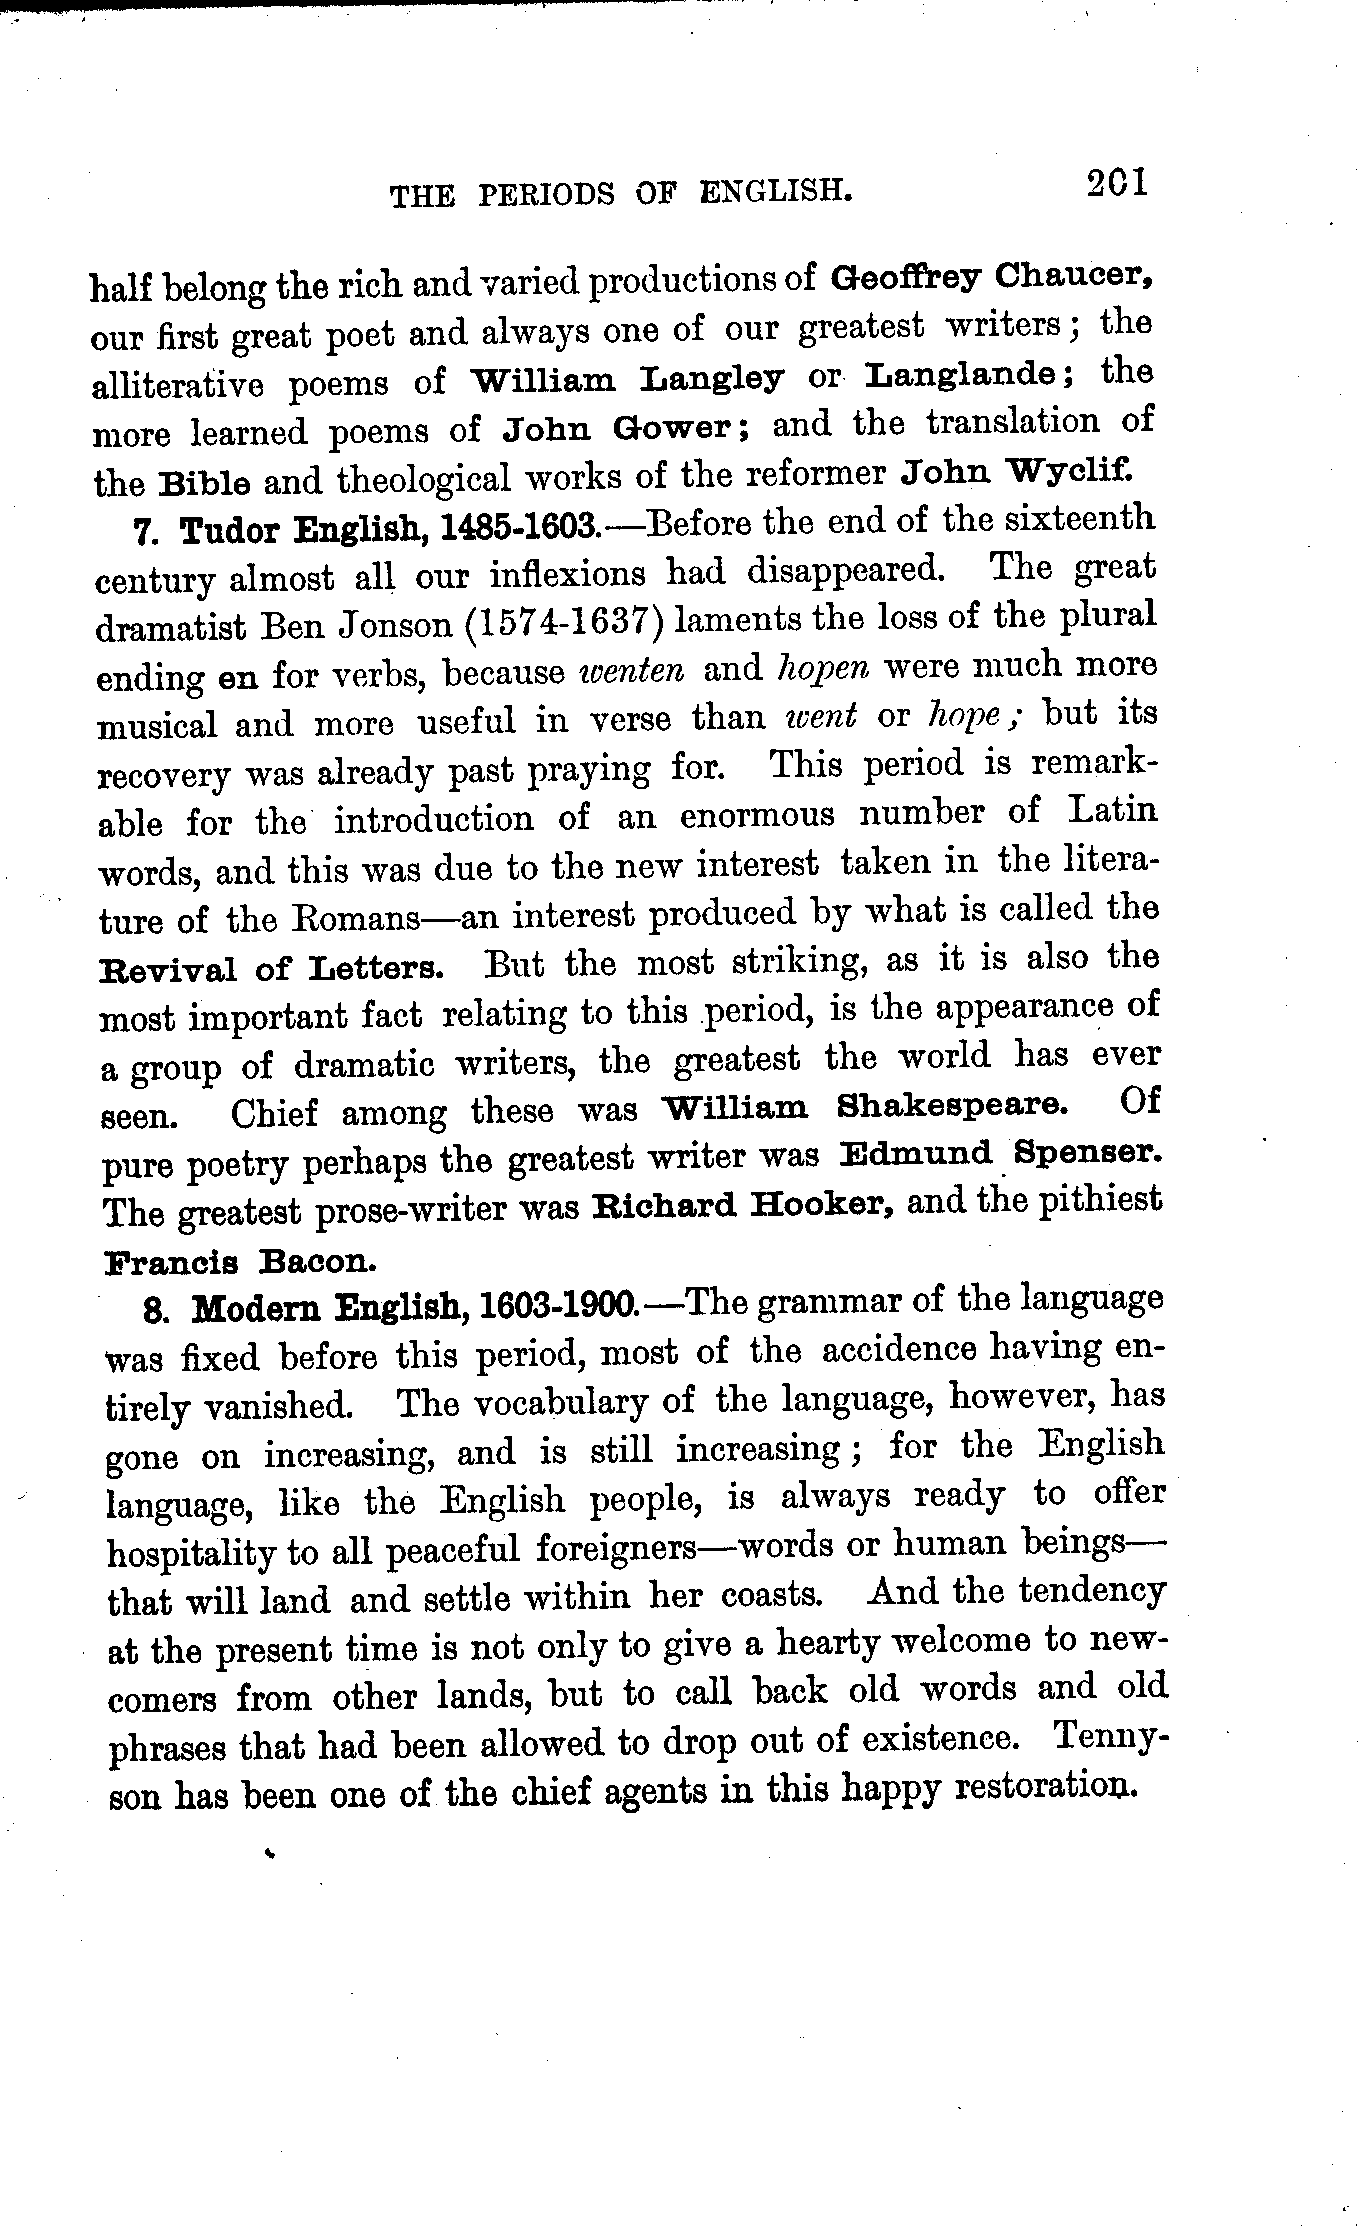 THE PERIODS OF ENGLISH. 201
half belong the rich and varied productions of Geoffrey Chaucer,
our first great poet and always one of our greatest writers; the
alliterative poems of William Langley or Langlande; the
more learned poems of John Gower; and the translation of
the Bible and theological works of the reformer John Wyclif.
7. Tudor English, 1485-1603.—Before the end of the sixteenth
century almost all our inflexions had disappeared. The great
dramatist Ben Jonson (1574-1637) laments the loss of the plural
ending en for verbs, because wenten and hopen were much more
musical and more useful in verse than went or hope; but its
recovery was already past praying for. This period is remark-
able for the introduction of an enormous number of Latin
words, and this was due to the new interest taken in the litera-
ture of the Romans—an interest produced by what is called the
Revival of Letters. But the most striking, as it is also the
most important fact relating to this period, is the appearance of
a group of dramatic writers, the greatest the world has ever
seen. Chief among these was William Shakespeare. Of
pure poetry perhaps the greatest writer was Edmund Spenser.
The greatest prose-writer was Richard Hooker, and the pithiest
Francis Bacon.
8. Modern English, 1603-1900.—The grammar of the language
was fixed before this period, most of the accidence having en-
tirely vanished. The vocabulary of the language, however, has
gone on increasing, and is still increasing; for the English
language, like the English people, is always ready to offer
hospitality to all peaceful foreigners—words or human beings—
that will land and settle within her coasts. And the tendency
at the present time is not only to give a hearty welcome to new-
comers from other lands, but to call back old words and old
phrases that had been allowed to drop out of existence. Tenny-
son has been one of the chief agents in this happy restoration.